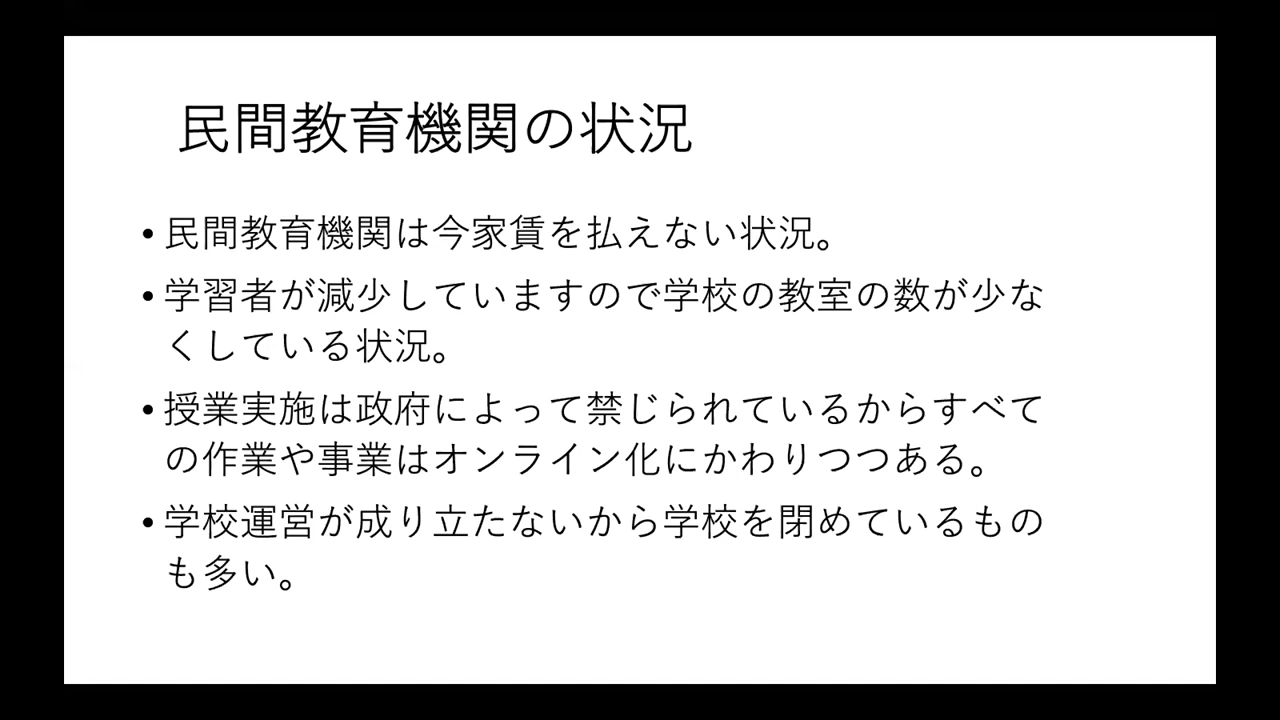 民間教育機関の状況
• 民間教育機関は今家賃を払えない状況。
• 学習者が減少していますので学校の教室の数が少な
くしている状況。
• 授業実施は政府によって禁じられているからすべて
の作業や事業はオンライン化にかわりつつある。
• 学校運営が成り立たないから学校を閉めているもの
も多い。